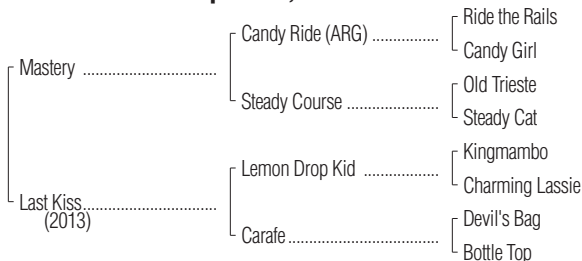 Ride the Rails
Candy Ride (ARG) ................
Candy Girl
Mastery ................................
Old Trieste
Steady Course ......................
Steady Cat
Kingmambo
Lemon Drop Kid ..................
Charming Lassie
Last Kiss................................
(2013)
Devil's Bag
Carafe....................................
Bottle Top